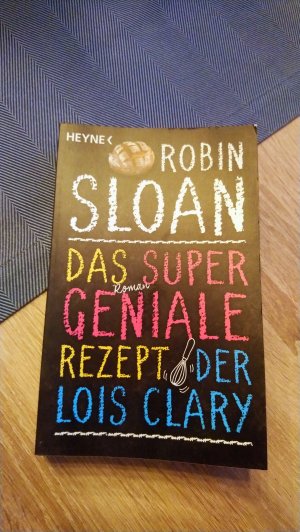 HEYNE <
ROBIN
SLOAN
DAS SUPER
Roman
GENIALE
REZEPT DER
LOIS CLARY